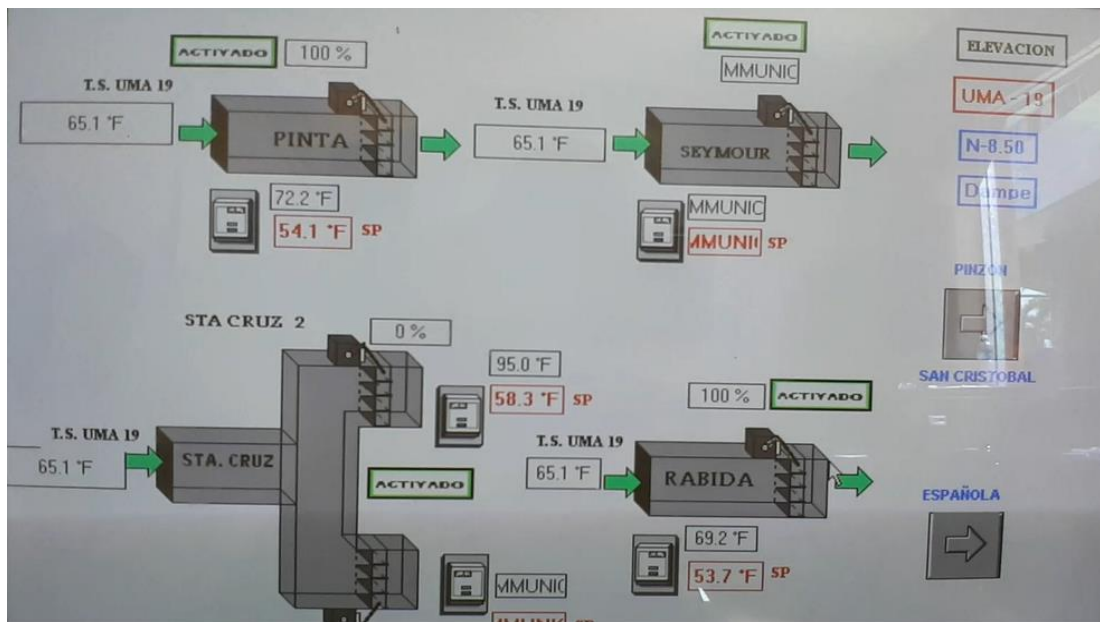 ACTIVADO
100 %
T.S. UMA 19
65.1 °F
PINTA
72.2 °F
54.1 °F SP
ACTIVADO
MMUNIC
T.S. UMA 19
65.1 °F
SEYMOUR
MMUNIC
MMUNI SP
ELEVACION
UMA - 19
N-8.50
Dampe
PINZON
SAN CRISTOBAL
ESPAÑOLA
STA CRUZ 2
0 %
95.0 °F
58.3 °F SP
T.S. UMA 19
65.1 °F
STA. CRUZ
ACTIVADO
MMUNIC
100 %
ACTIVADO
T.S. UMA 19
65.1 °F
RABIDA
69.2 °F
53.7 °F SP